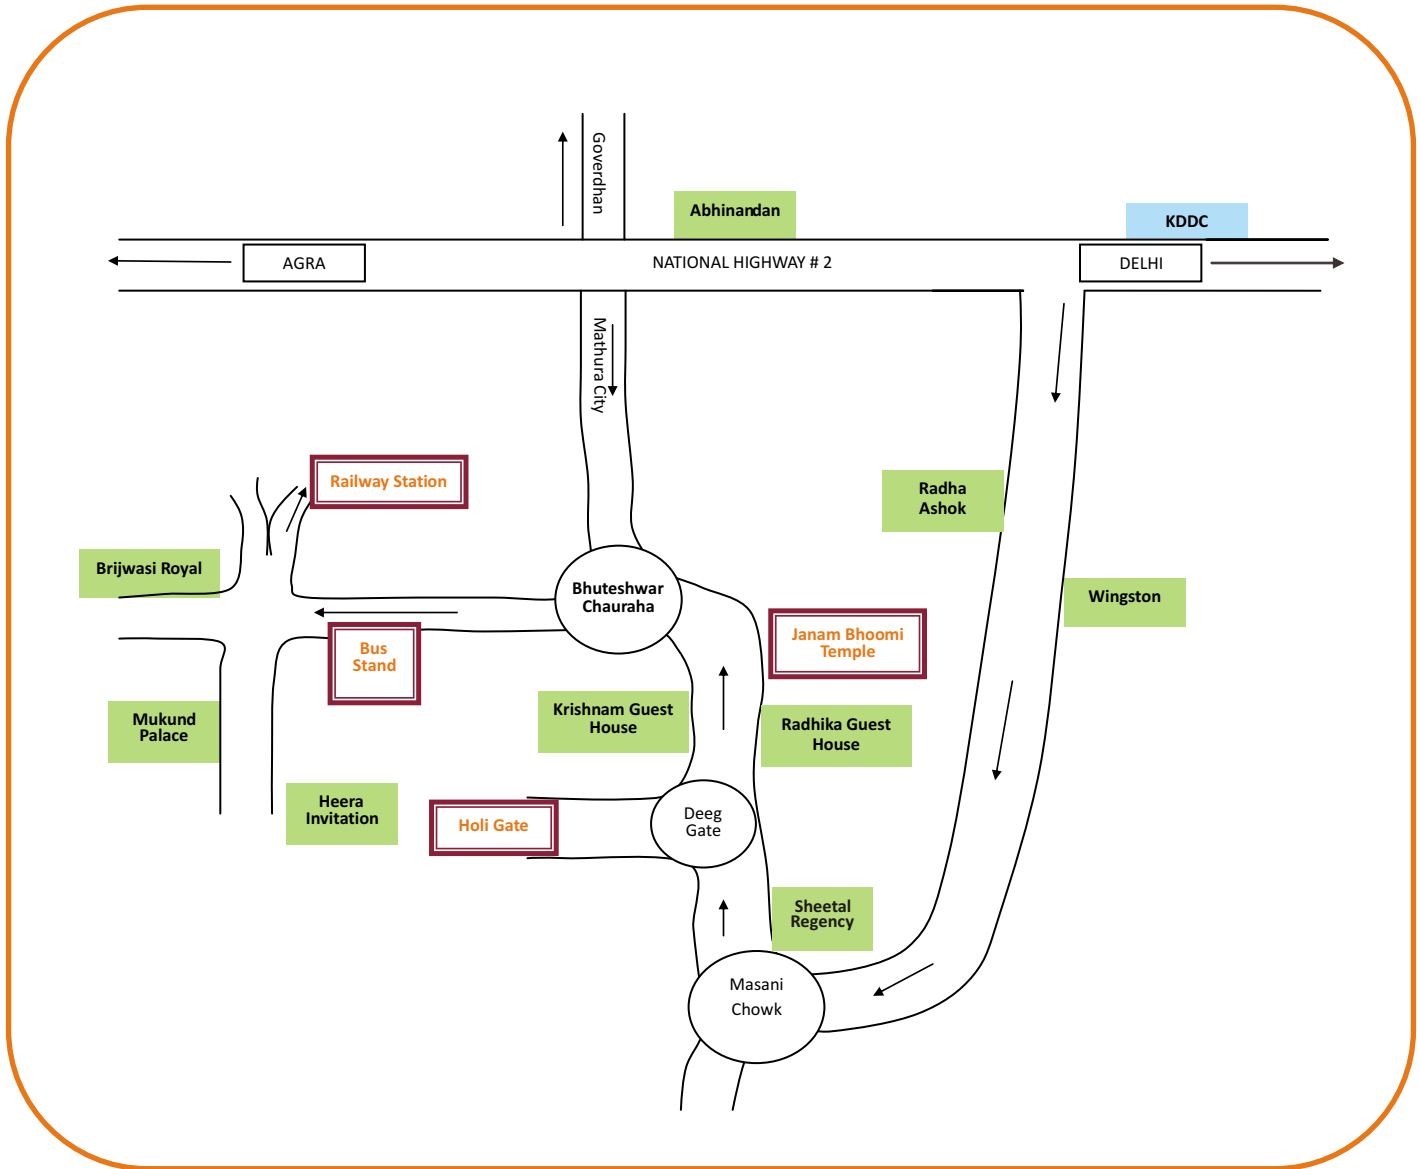 Goverdhan
Abhinandan
KDDC
AGRA
NATIONAL HIGHWAY # 2
DELHI
Mathura City
Railway Station
Radha
Ashok
Brijwasi Royal
Bhuteshwar
Chauraha
Wingston
Janam Bhoomi
Temple
Bus
Stand
Krishnam Guest
House
Mukund
Palace
Radhika Guest
House
Heera
Invitation
Holi Gate
Deeg
Gate
Sheetal
Regency
Masani
Chowk